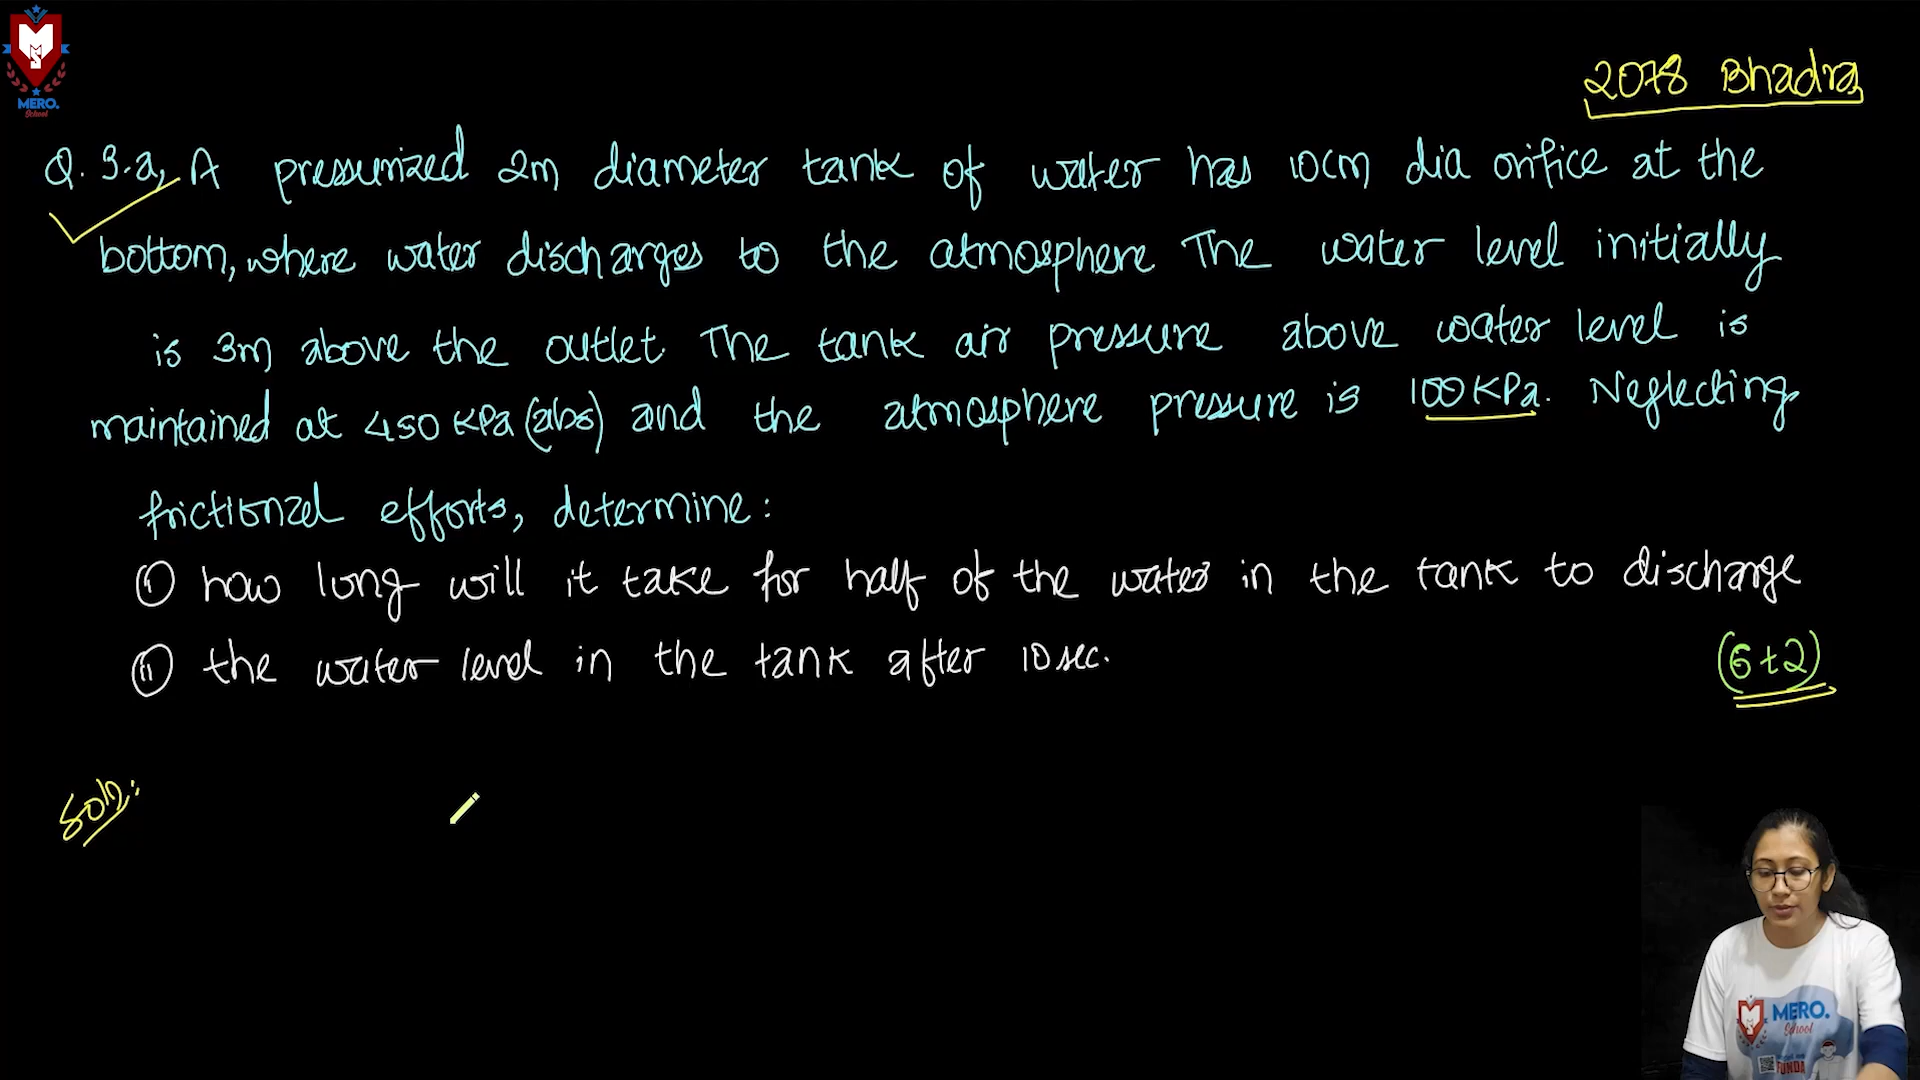 MERO.
School
2078 Bhadra
Q. 3.a, A pressurized 2m diameter tank of water has 10cm dia orifice at the
bottom, where water discharges to the atmosphere The water level initially
is 3m above the outlet. The tank air pressure above water level is
maintained at 450 KPa (abs) and the atmosphere pressure is 100 KPa. Neglecting
frictional efforts, determine:
(i) how long will it take for half of the water in the tank to discharge
(ii) the water level in the tank after 10 sec.
(6+2)
Soln:
MERO.
School
FUNDA